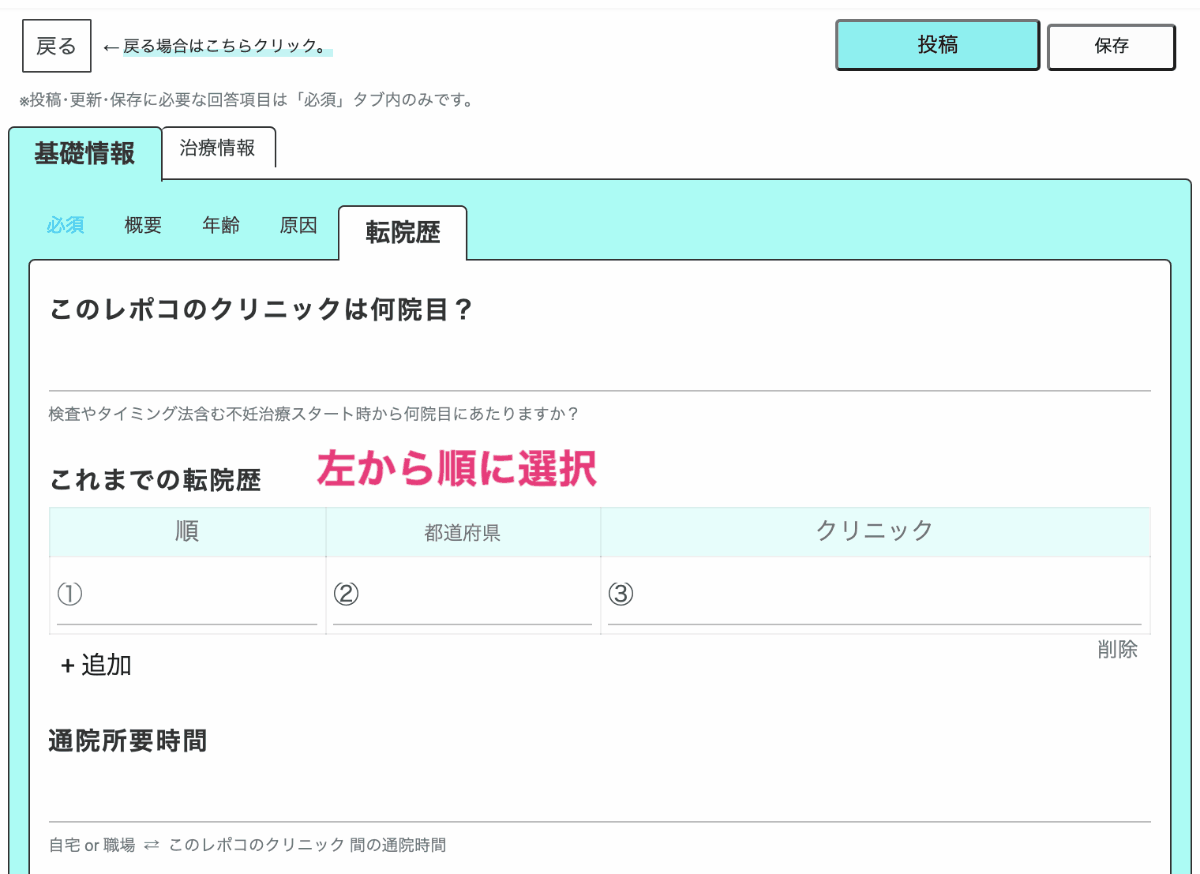 戻る ←戻る場合はこちらクリック。 投稿 保存
※投稿・更新・保存に必要な回答項目は「必須」タブ内のみです。
基礎情報 治療情報
必須 概要 年齢 原因 転院歴
このレポコのクリニックは何院目？
検査やタイミング法含む不妊治療スタート時から何院目にあたりますか？
これまでの転院歴 左から順に選択
順 都道府県 クリニック
① ② ③
+ 追加 削除
通院所要時間
自宅 or 職場 ⇄ このレポコのクリニック 間の通院時間